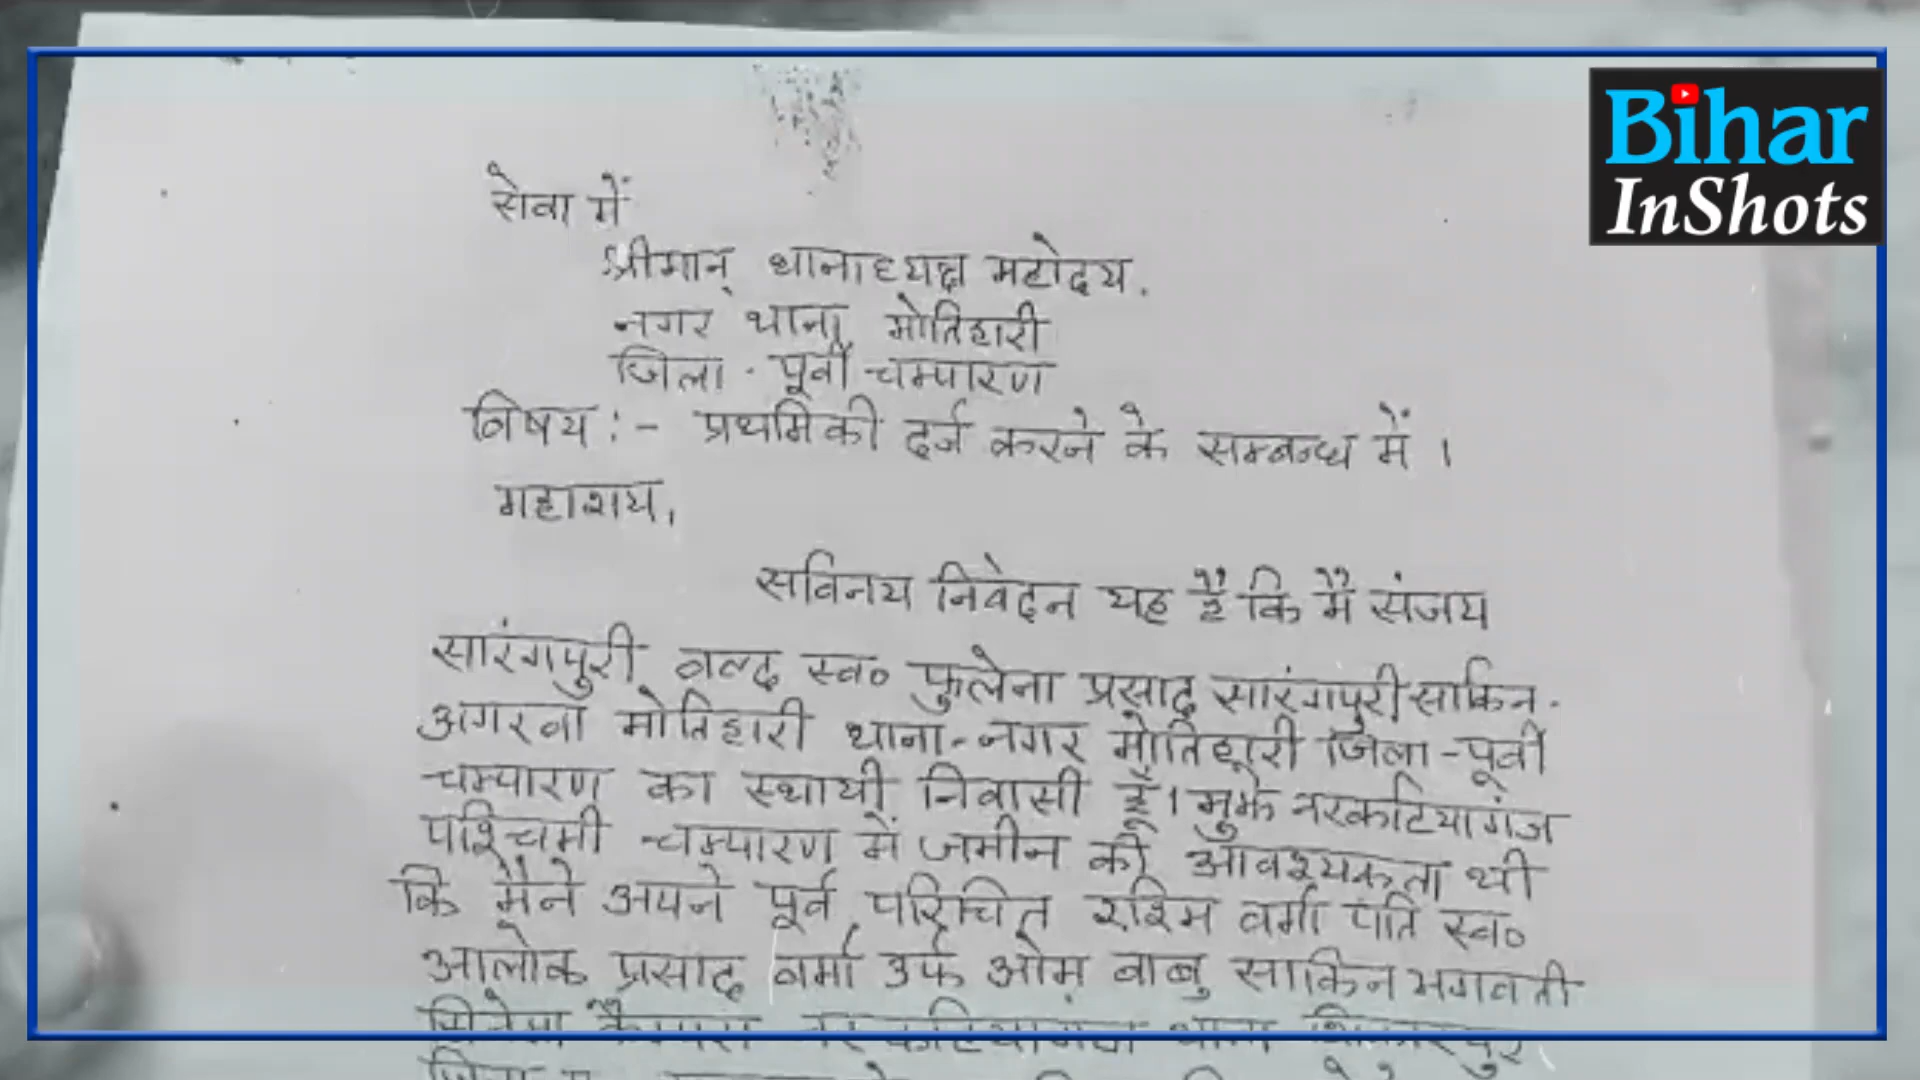 Bihar
InShots
सेवा में
श्रीमान् थानाध्यक्ष महोदय.
नगर थाना, मोतिहारी
जिला - पूर्वी चम्पारण
विषय :- प्रथमिकी दर्ज करने के सम्बन्ध में ।
महाशय,
सविनय निवेदन यह है कि मैं संजय
सारंगपुरी वल्द स्व० फुलेना प्रसाद सारंगपुरी साकिन-
अगरवा मोतिहारी थाना-नगर मोतिहारी जिला-पूर्वी
चम्पारण का स्थायी निवासी हूँ। मुझे नरकटियागंज
पश्चिमी चम्पारण में जमीन की आवश्यकता थी
कि मैने अपने पूर्व परिचित रश्मि वर्मा पति स्व०
आलोक प्रसाद वर्मा उर्फ ओम बाबु साकिन भगवती